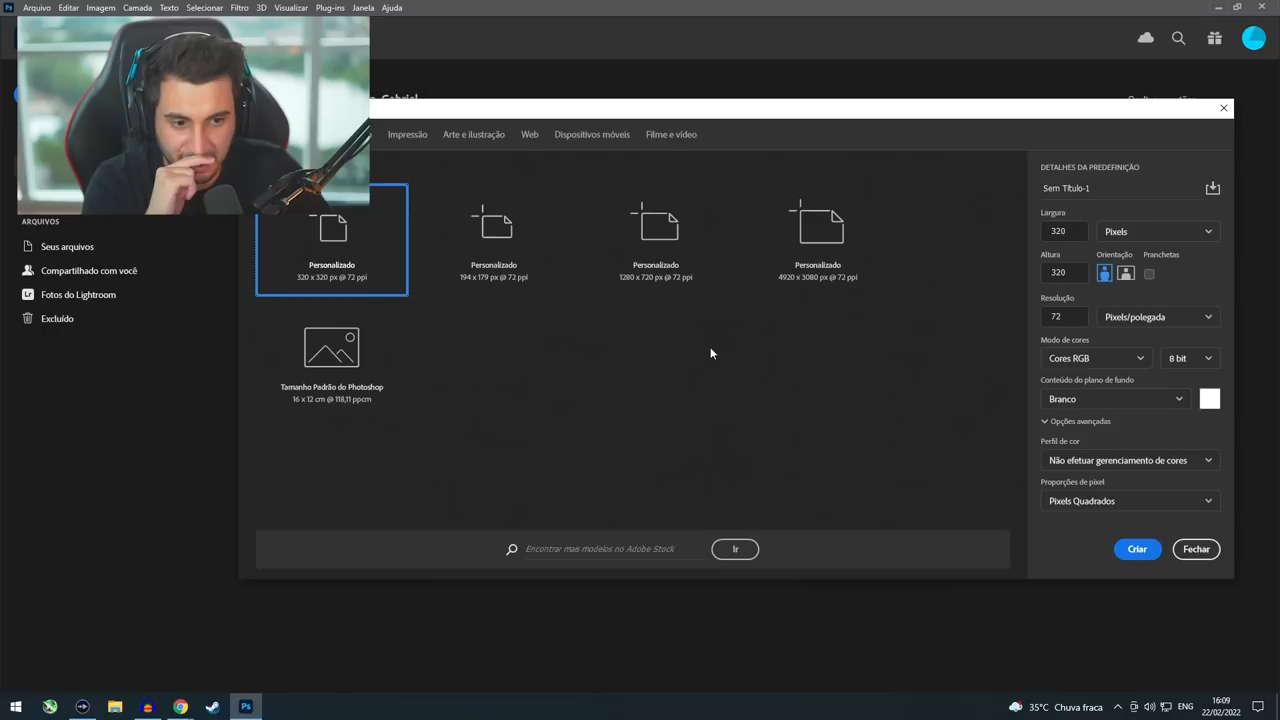 Ps Arquivo Editar Imagem Camada Texto Selecionar Filtro 3D Visualizar Plug-ins Janela Ajuda
Gabriel
Impressão Arte e ilustração Web Dispositivos móveis Filme e vídeo
ARQUIVOS
Seus arquivos
Compartilhado com você
Lr Fotos do Lightroom
Excluído
Personalizado
320 x 320 px @ 72 ppi
Personalizado
194 x 179 px @ 72 ppi
Personalizado
1280 x 720 px @ 72 ppi
Personalizado
4920 x 3080 px @ 72 ppi
Tamanho Padrão do Photoshop
16 x 12 cm @ 118,11 ppcm
Encontrar mais modelos no Adobe Stock
Ir
DETALHES DA PREDEFINIÇÃO
Sem Título-1
Largura
320 Pixels
Altura Orientação Pranchetas
320
Resolução
72 Pixels/polegada
Modo de cores
Cores RGB 8 bit
Conteúdo do plano de fundo
Branco
Opções avançadas
Perfil de cor
Não efetuar gerenciamento de cores
Proporções de pixel
Pixels Quadrados
Criar Fechar
Ps
35°C Chuva fraca ENG
16:09
22/02/2022